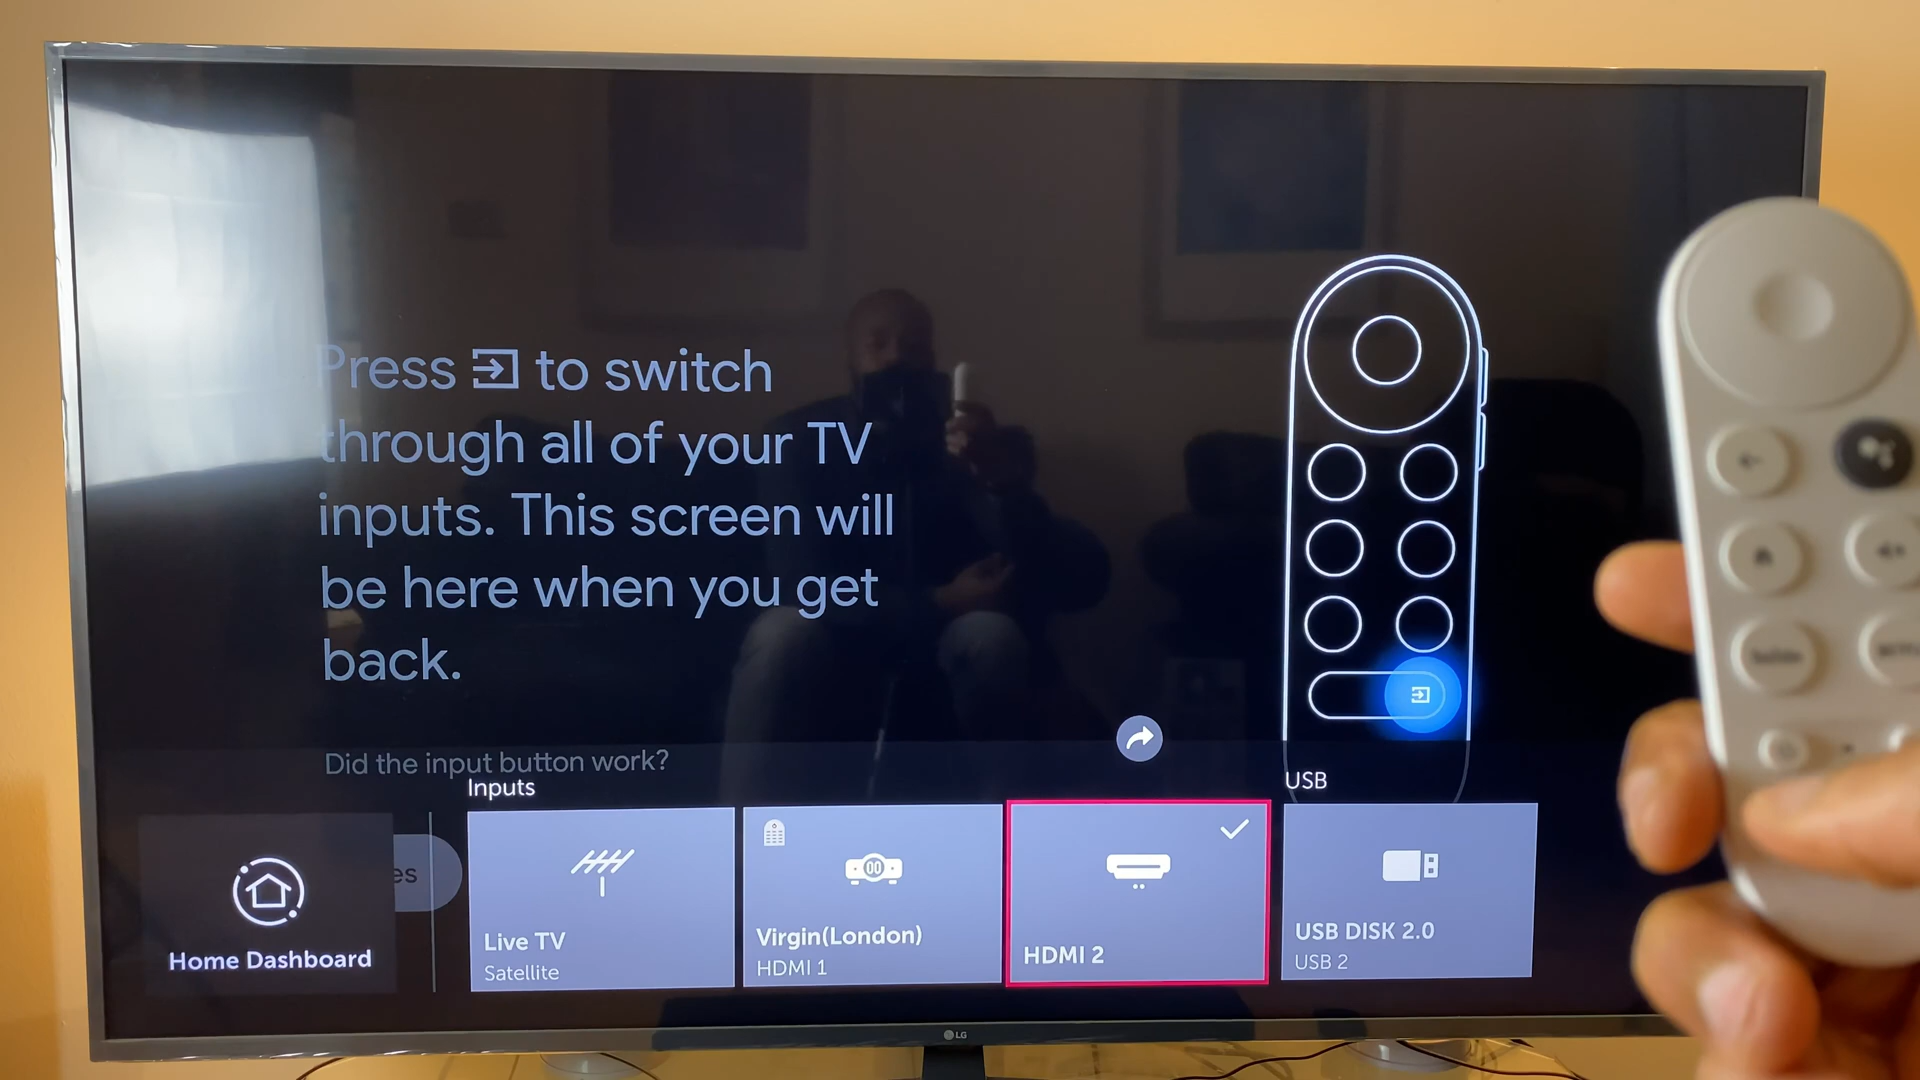 Press to switch
through all of your TV
inputs. This screen will
be here when you get
back.
Did the input button work?
Inputs
USB
es
Home Dashboard
Live TV
Satellite
Virgin(London)
HDMI 1
HDMI 2
USB DISK 2.0
USB 2
LG